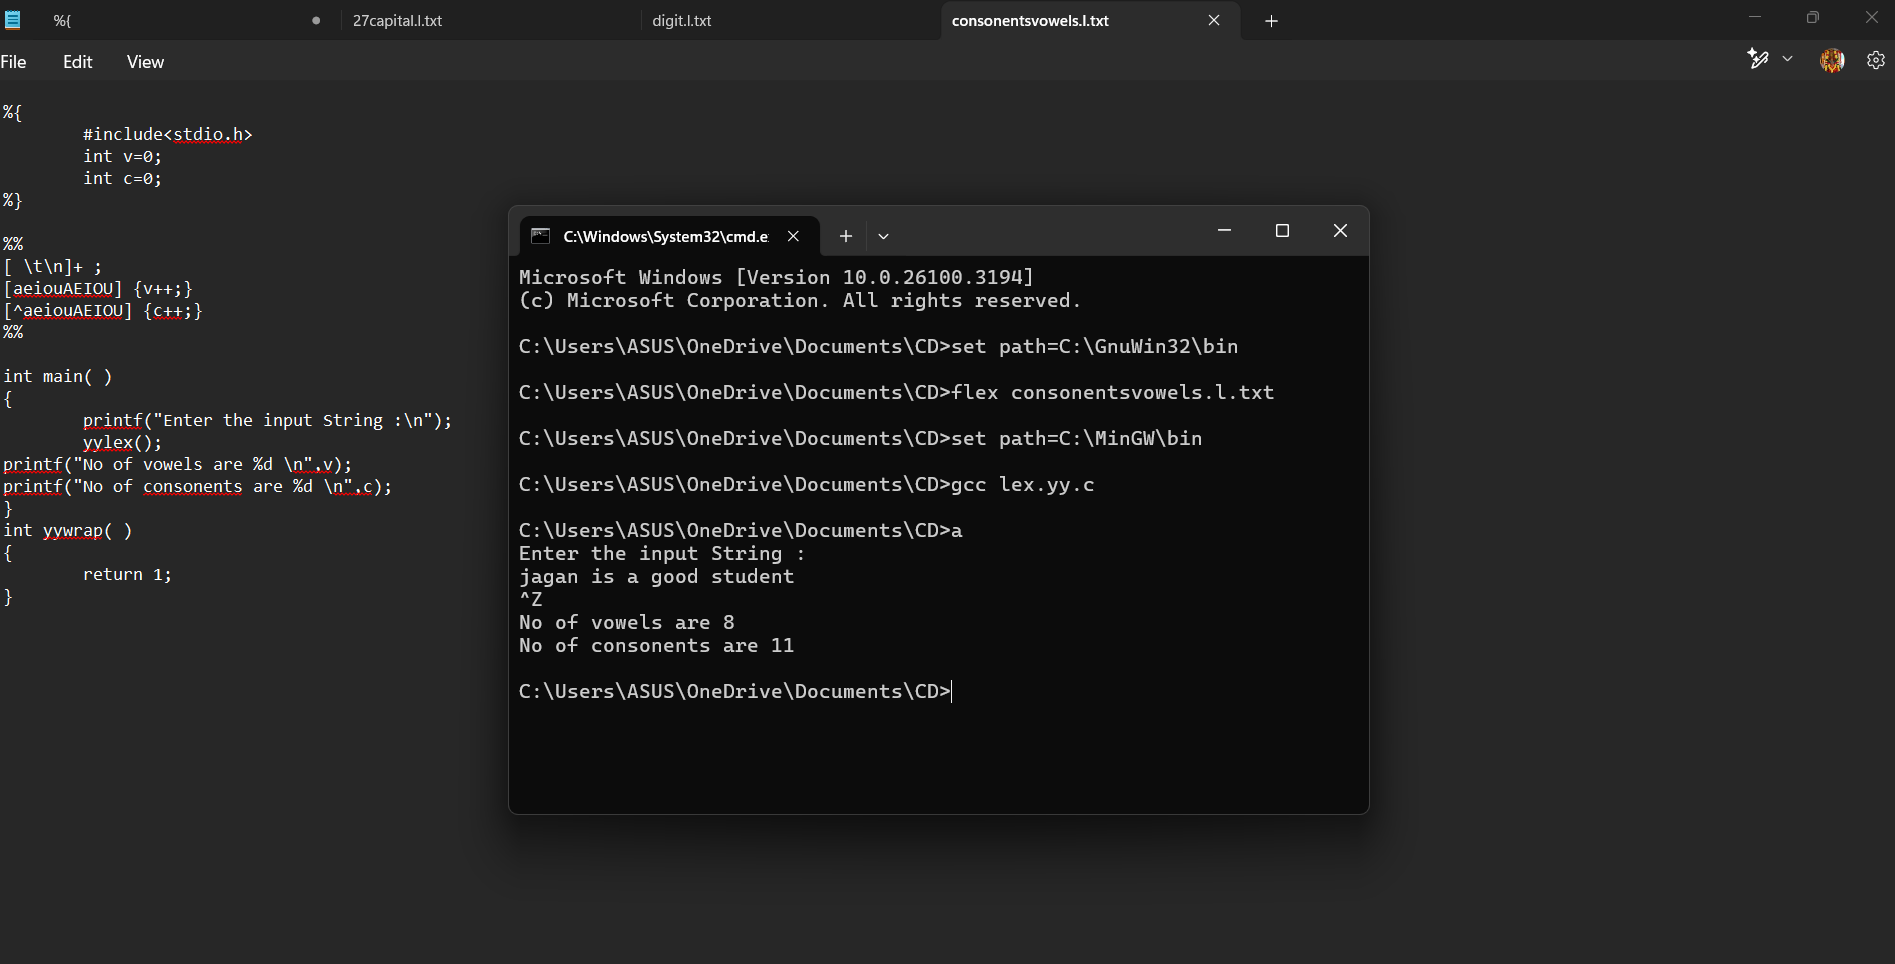 %{
27capital.l.txt
digit.l.txt
consonentsvowels.l.txt
File Edit View
%{
#include<stdio.h>
int v=0;
int c=0;
%}
%%
[ \t\n]+ ;
[aeiouAEIOU] {v++;}
[^aeiouAEIOU] {c++;}
%%
int main( )
{
printf("Enter the input String :\n");
yylex();
printf("No of vowels are %d \n",v);
printf("No of consonents are %d \n",c);
}
int yywrap( )
{
return 1;
}
C:\Windows\System32\cmd.e
Microsoft Windows [Version 10.0.26100.3194]
(c) Microsoft Corporation. All rights reserved.
C:\Users\ASUS\OneDrive\Documents\CD>set path=C:\GnuWin32\bin
C:\Users\ASUS\OneDrive\Documents\CD>flex consonentsvowels.l.txt
C:\Users\ASUS\OneDrive\Documents\CD>set path=C:\MinGW\bin
C:\Users\ASUS\OneDrive\Documents\CD>gcc lex.yy.c
C:\Users\ASUS\OneDrive\Documents\CD>a
Enter the input String :
jagan is a good student
^Z
No of vowels are 8
No of consonents are 11
C:\Users\ASUS\OneDrive\Documents\CD>